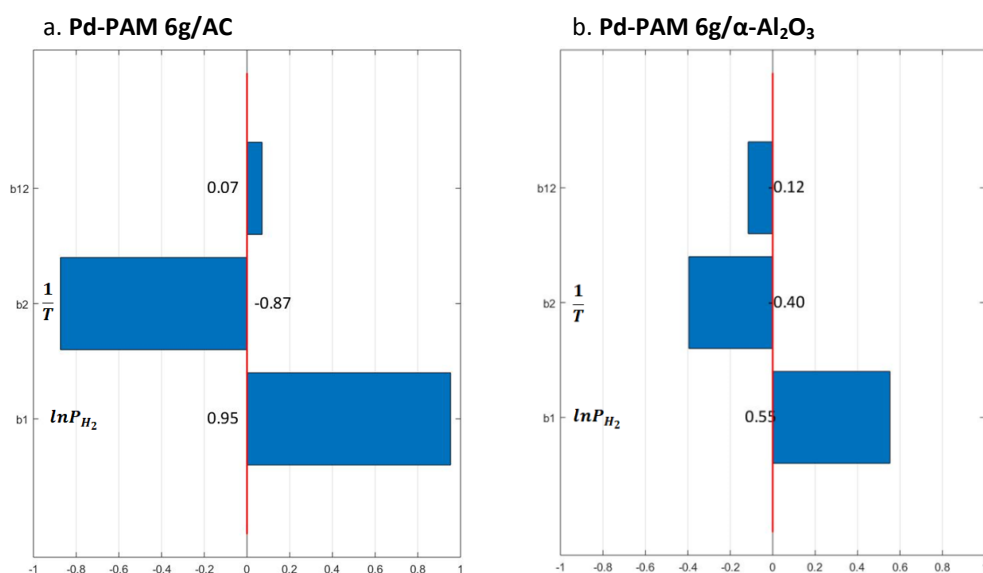 a. Pd-PAM 6g/AC
b12
0.07
b2
1/T
-0.87
b1
lnP_H₂
0.95
-1 -0.8 -0.6 -0.4 -0.2 0 0.2 0.4 0.6 0.8 1
b. Pd-PAM 6g/α-Al₂O₃
b12
-0.12
b2
1/T
-0.40
b1
lnP_H₂
0.55
-1 -0.8 -0.6 -0.4 -0.2 0 0.2 0.4 0.6 0.8 1